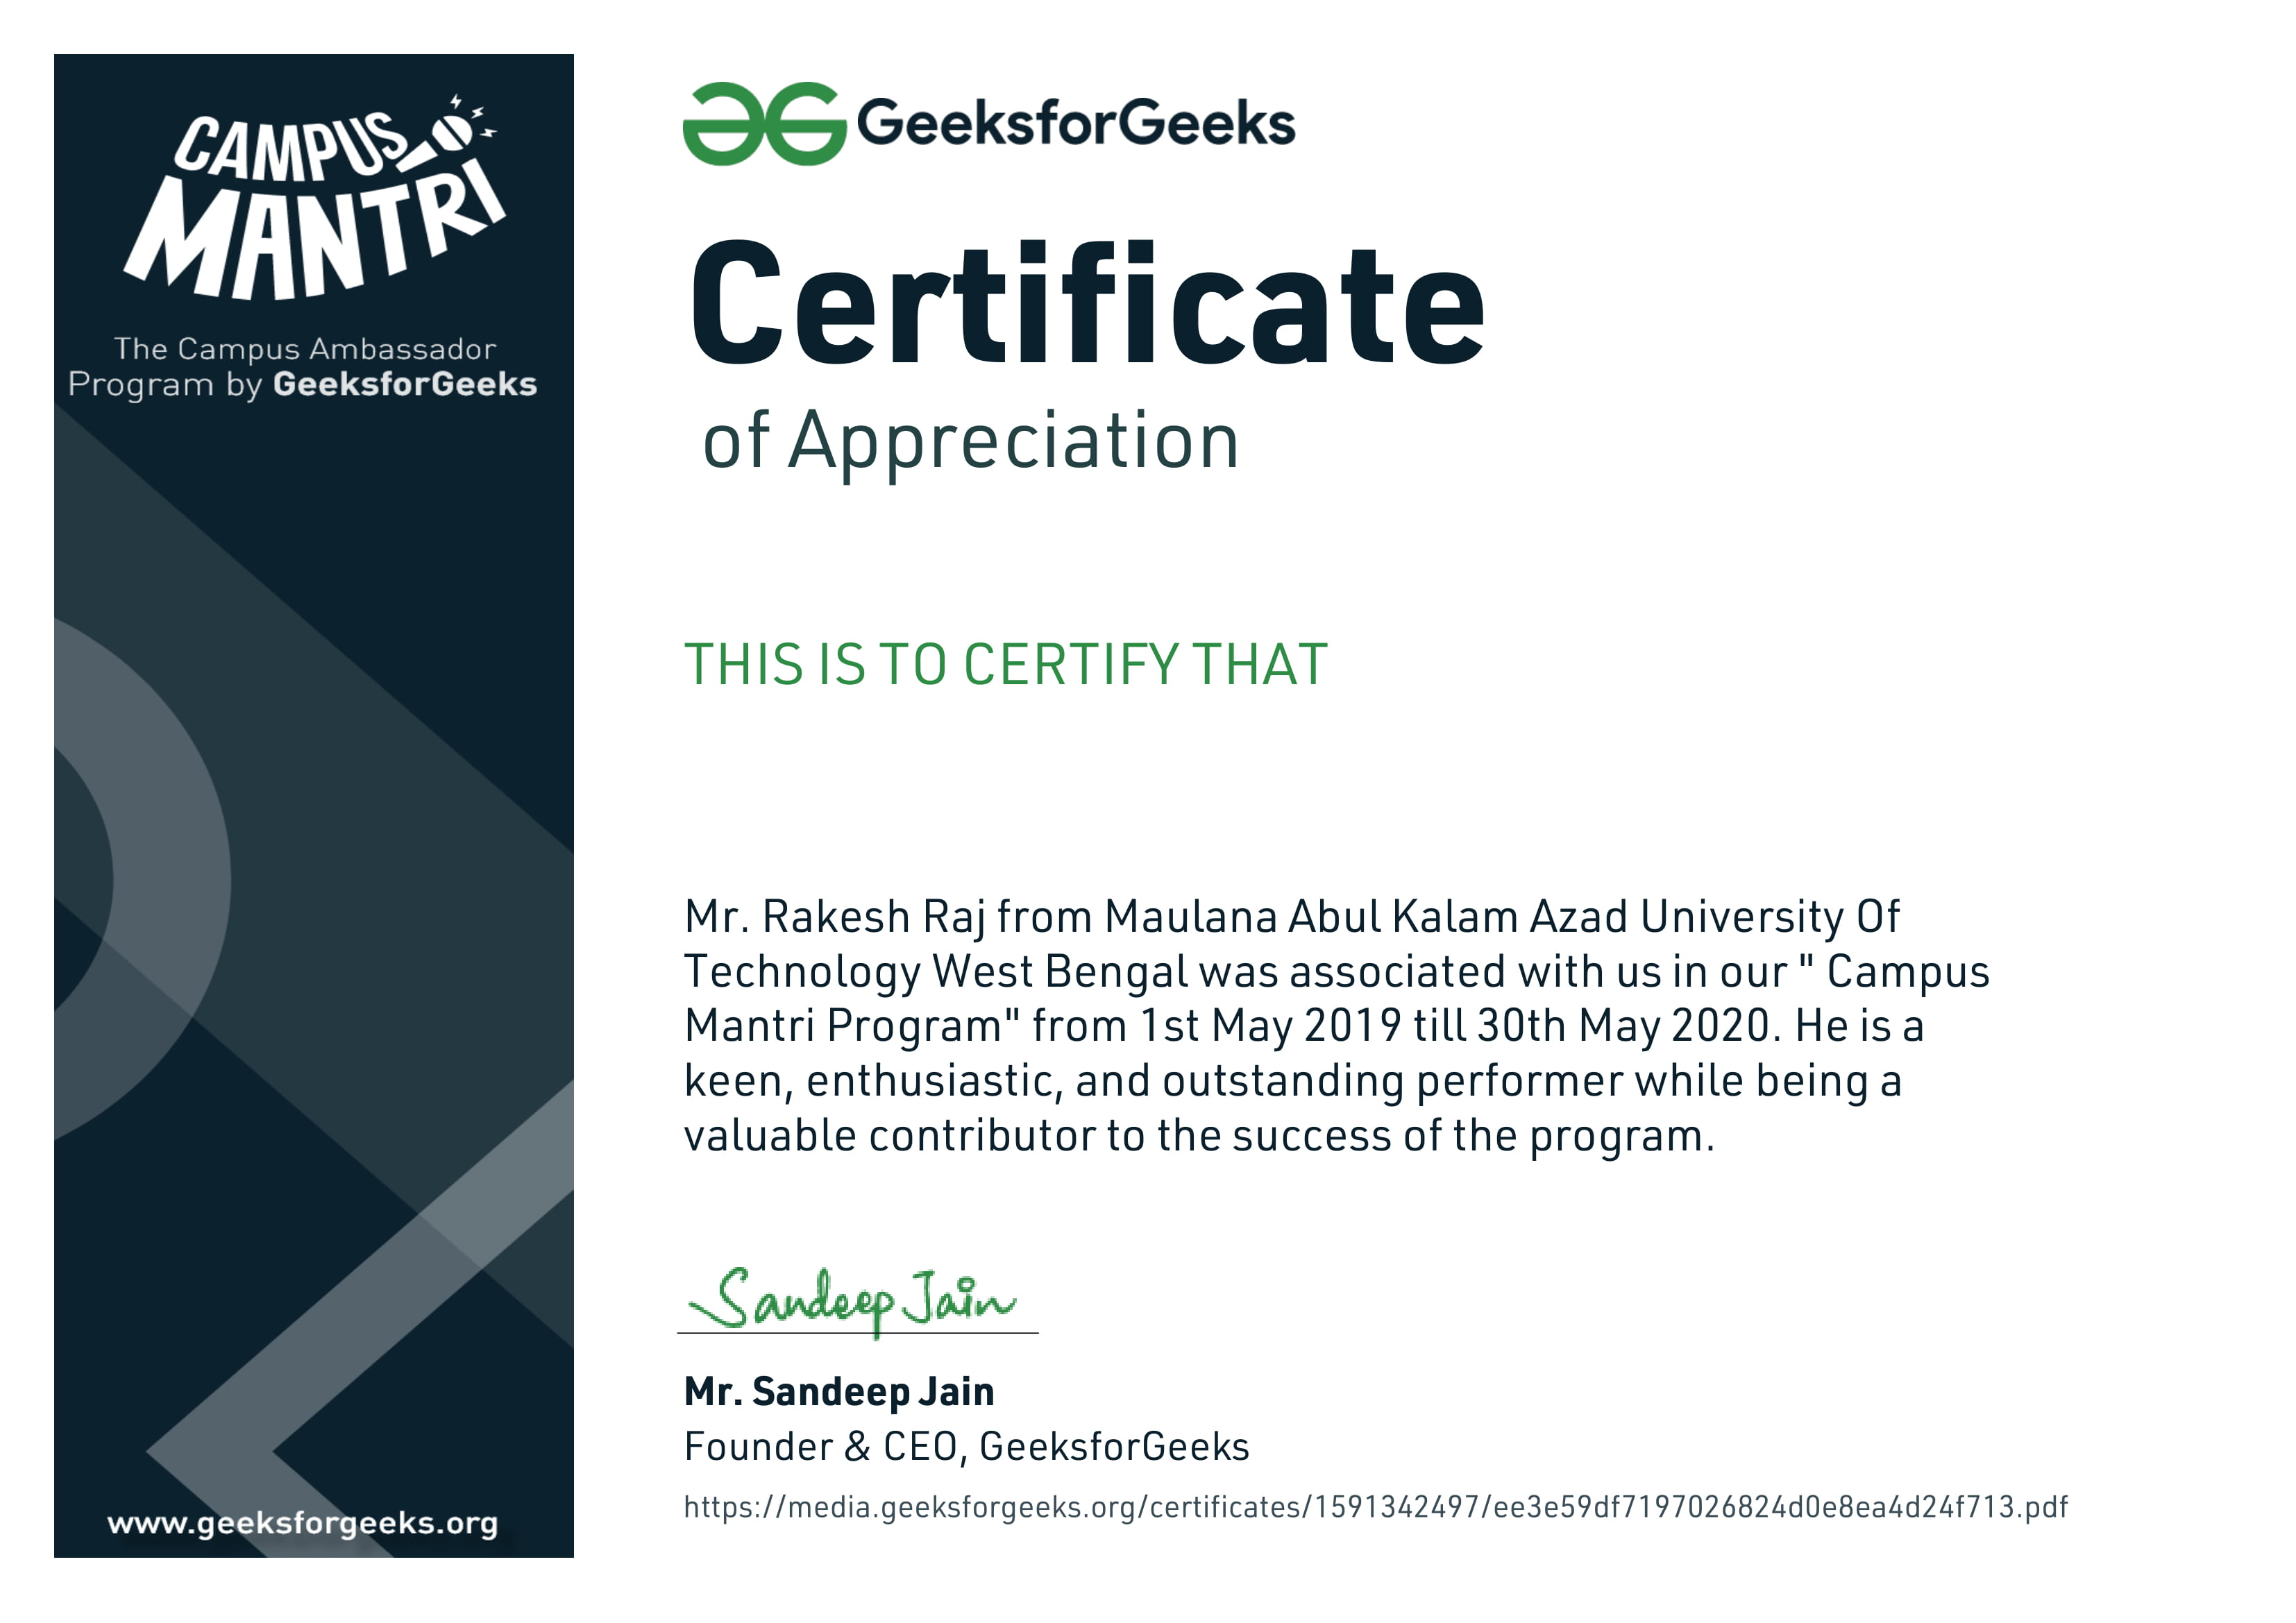 CAMPUS
MANTRI
The Campus Ambassador
Program by GeeksforGeeks
www.geeksforgeeks.org
GeeksforGeeks
Certificate
of Appreciation
THIS IS TO CERTIFY THAT
Mr. Rakesh Raj from Maulana Abul Kalam Azad University Of
Technology West Bengal was associated with us in our " Campus
Mantri Program" from 1st May 2019 till 30th May 2020. He is a
keen, enthusiastic, and outstanding performer while being a
valuable contributor to the success of the program.
Sandeep Jain
Mr. Sandeep Jain
Founder & CEO, GeeksforGeeks
https://media.geeksforgeeks.org/certificates/1591342497/ee3e59df7197026824d0e8ea4d24f713.pdf